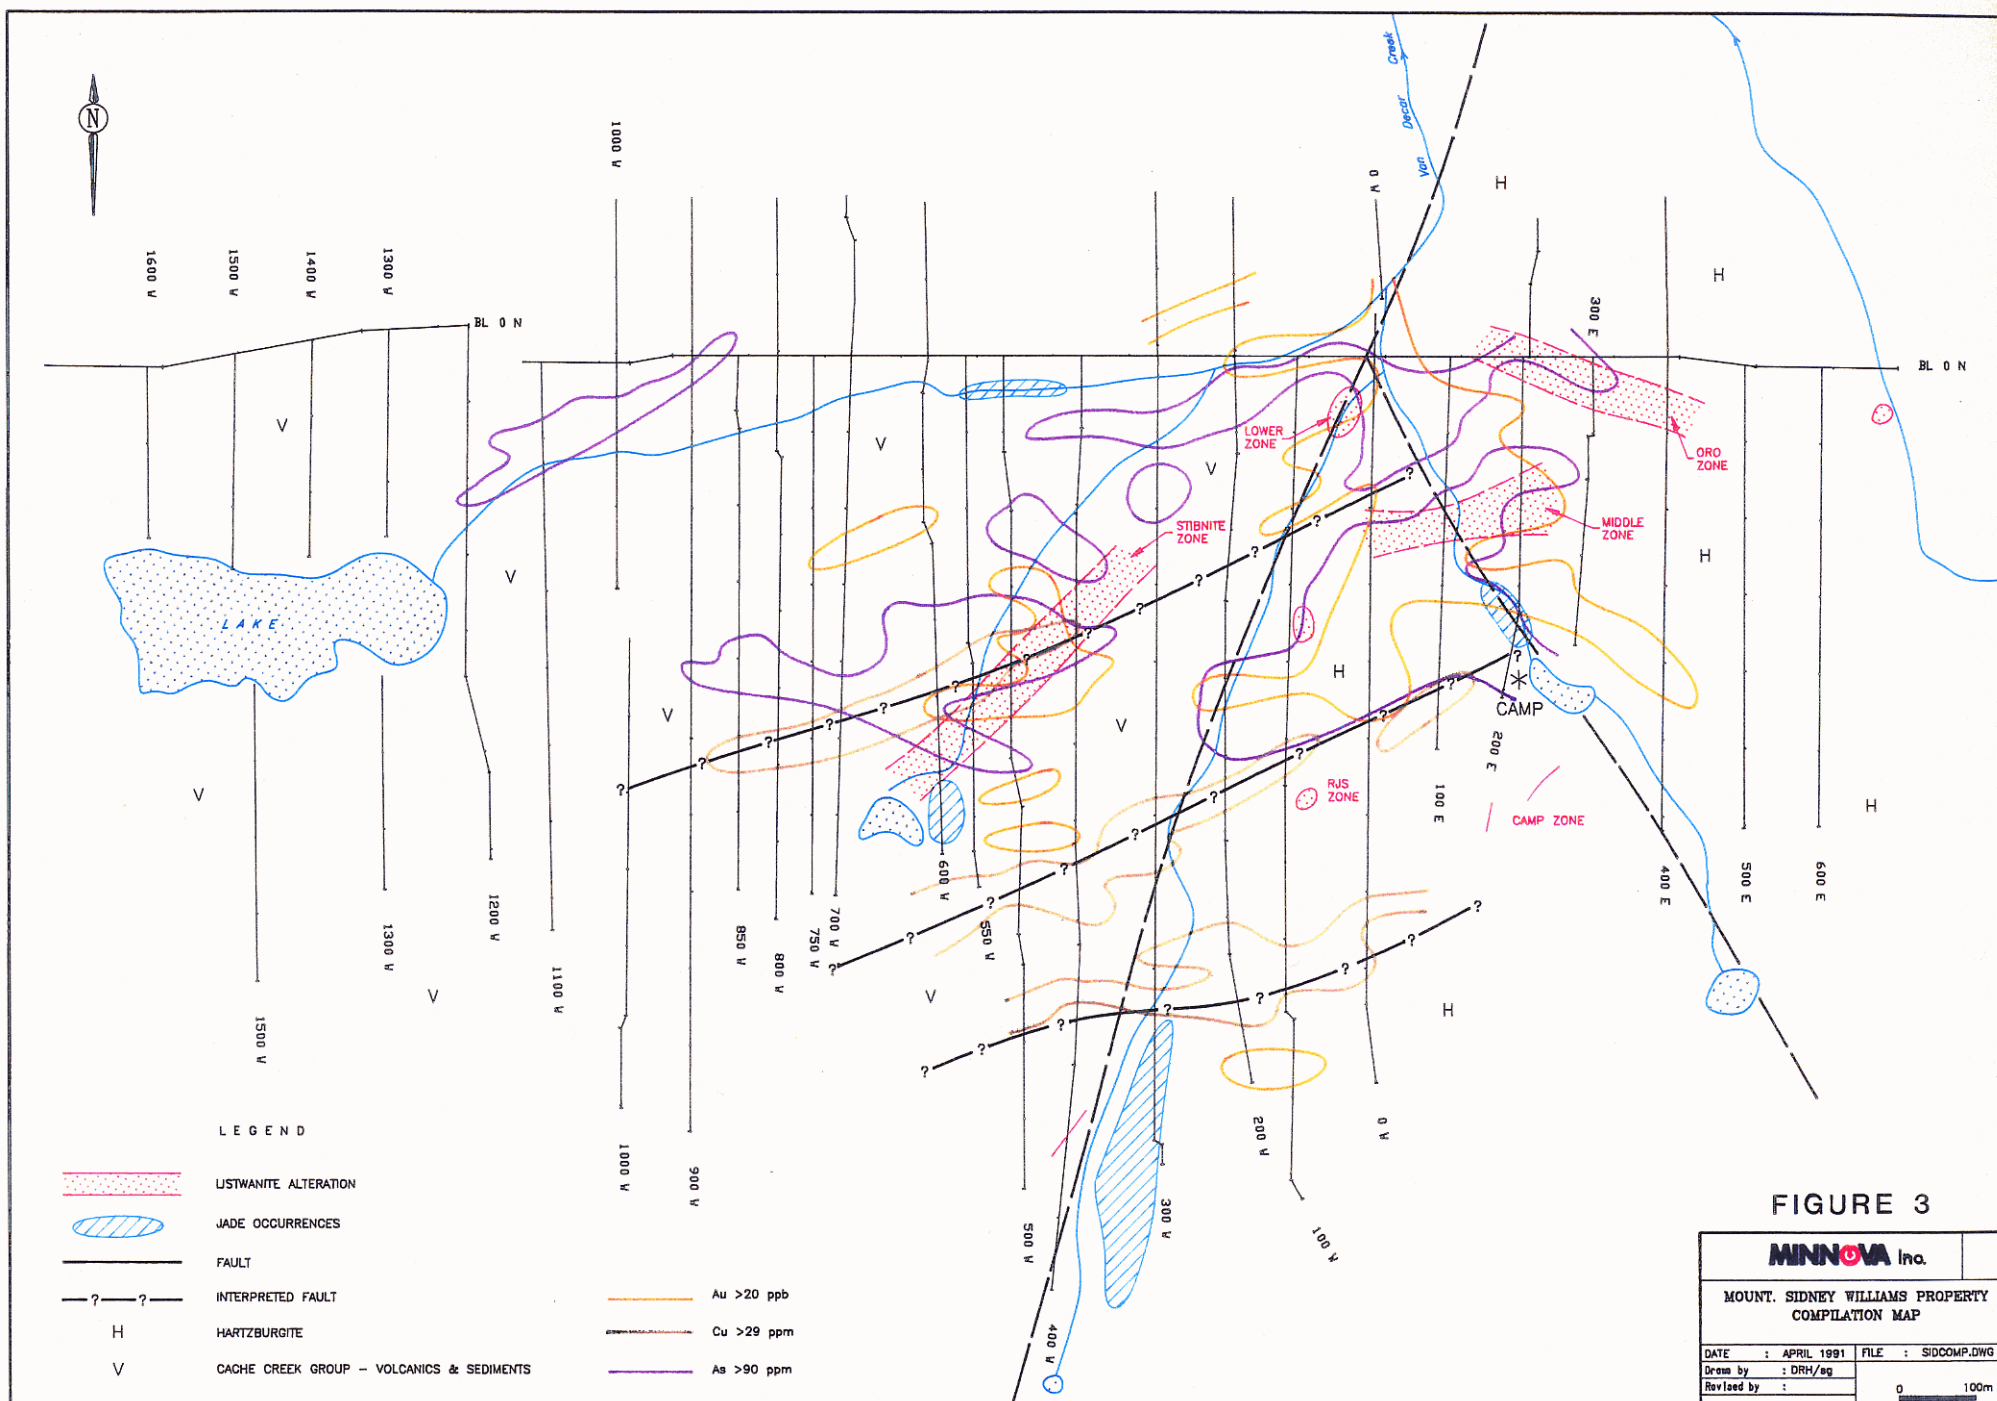 N
1000 W
Creek
Decar
Van
0 W
H
1600 W
1500 W
1400 W
1300 W
H
300 E
BL 0 N
BL 0 N
V
V
V
LOWER
ZONE
ORO
ZONE
STIBNITE
ZONE
MIDDLE
ZONE
H
V
LAKE
H
V
V
CAMP
200 E
RJS
ZONE
100 E
CAMP ZONE
V
H
600 W
400 E
500 E
600 E
1200 W
1300 W
850 W
750 W
700 W
800 W
550 W
V
V
1100 W
H
1500 W
? ? ? ? ? ? ? ? ? ? ? ?
? ? ? ? ? ? ? ? ? ? ?
? ? ? ? ? ? ? ?
200 W
0 W
1000 W
900 W
500 W
300 W
100 W
400 W
LEGEND
LISTWANITE ALTERATION
JADE OCCURRENCES
FAULT
? ? INTERPRETED FAULT
H HARTZBURGITE
V CACHE CREEK GROUP - VOLCANICS & SEDIMENTS
Au >20 ppb
Cu >29 ppm
As >90 ppm
FIGURE 3
MINNOVA Inc.
MOUNT. SIDNEY WILLIAMS PROPERTY
COMPILATION MAP
DATE : APRIL 1991 FILE : SIDCOMP.DWG
Drawn by : DRH/sg
Revised by :
0 100m